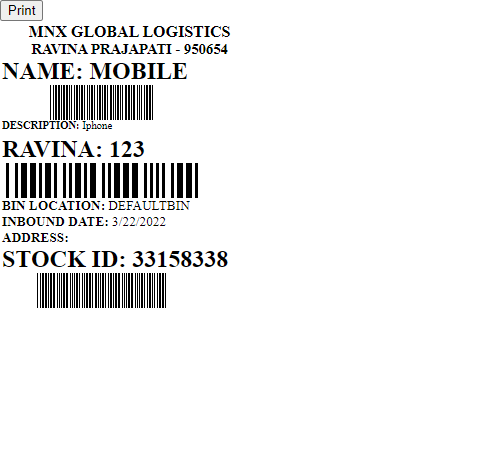 Print
MNX GLOBAL LOGISTICS
RAVINA PRAJAPATI - 950654
NAME: MOBILE
DESCRIPTION: Iphone
RAVINA: 123
BIN LOCATION: DEFAULTBIN
INBOUND DATE: 3/22/2022
ADDRESS:
STOCK ID: 33158338